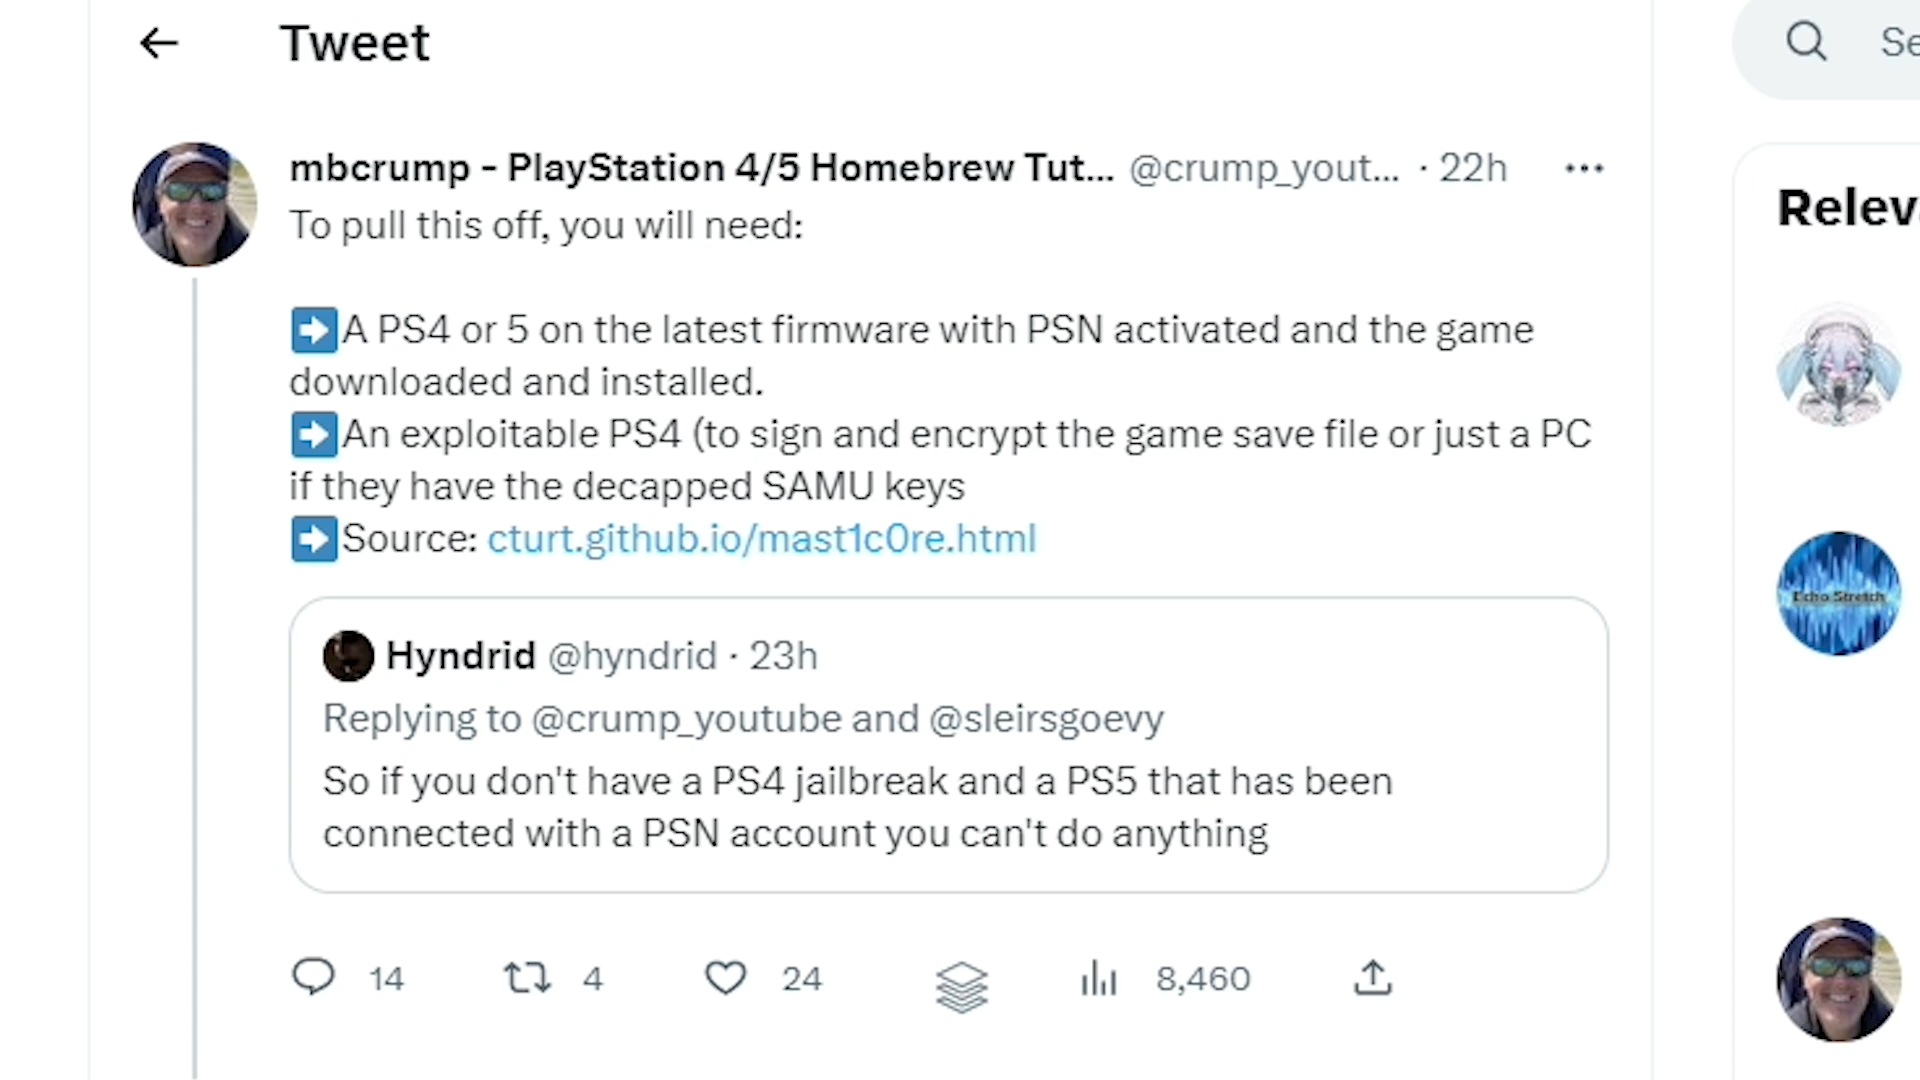 Tweet
Se
mbcrump - PlayStation 4/5 Homebrew Tut... @crump_yout... · 22h
To pull this off, you will need:
➡A PS4 or 5 on the latest firmware with PSN activated and the game
downloaded and installed.
➡An exploitable PS4 (to sign and encrypt the game save file or just a PC
if they have the decapped SAMU keys
➡Source: cturt.github.io/mast1c0re.html
Hyndrid @hyndrid · 23h
Replying to @crump_youtube and @sleirsgoevy
So if you don't have a PS4 jailbreak and a PS5 that has been
connected with a PSN account you can't do anything
14 4 24 8,460
Relev
Echo Stretch